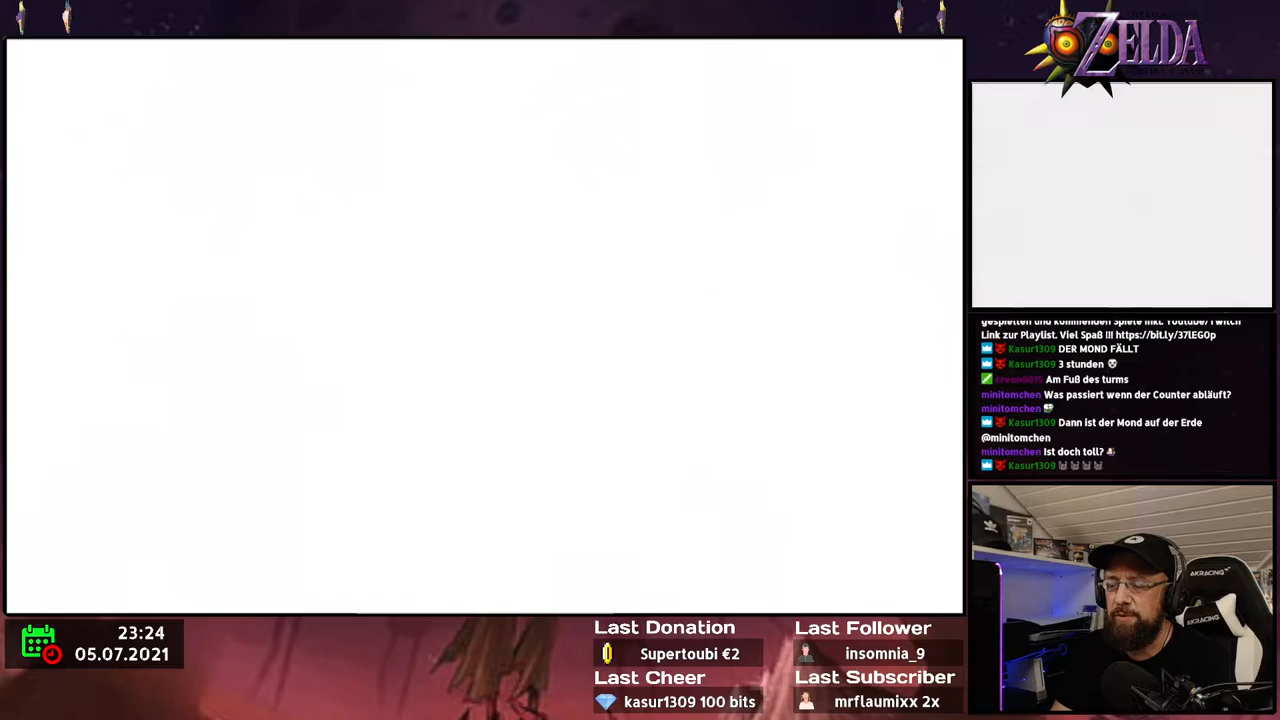 ZELDA
gespielten und kommenden Spiele inkl. Youtube/Twitch
Link zur Playlist. Viel Spaß !!! https://bit.ly/37lEG0p
Kasur1309 DER MOND FÄLLT
Kasur1309 3 stunden
Am Fuß des turms
minitomchen Was passiert wenn der Counter abläuft?
minitomchen
Kasur1309 Dann ist der Mond auf der Erde
@minitomchen
minitomchen Ist doch toll?
Kasur1309
AKRACING
AKRACING
23:24
05.07.2021
Last Donation
Supertoubi €2
Last Cheer
kasur1309 100 bits
Last Follower
insomnia_9
Last Subscriber
mrflaumixx 2x